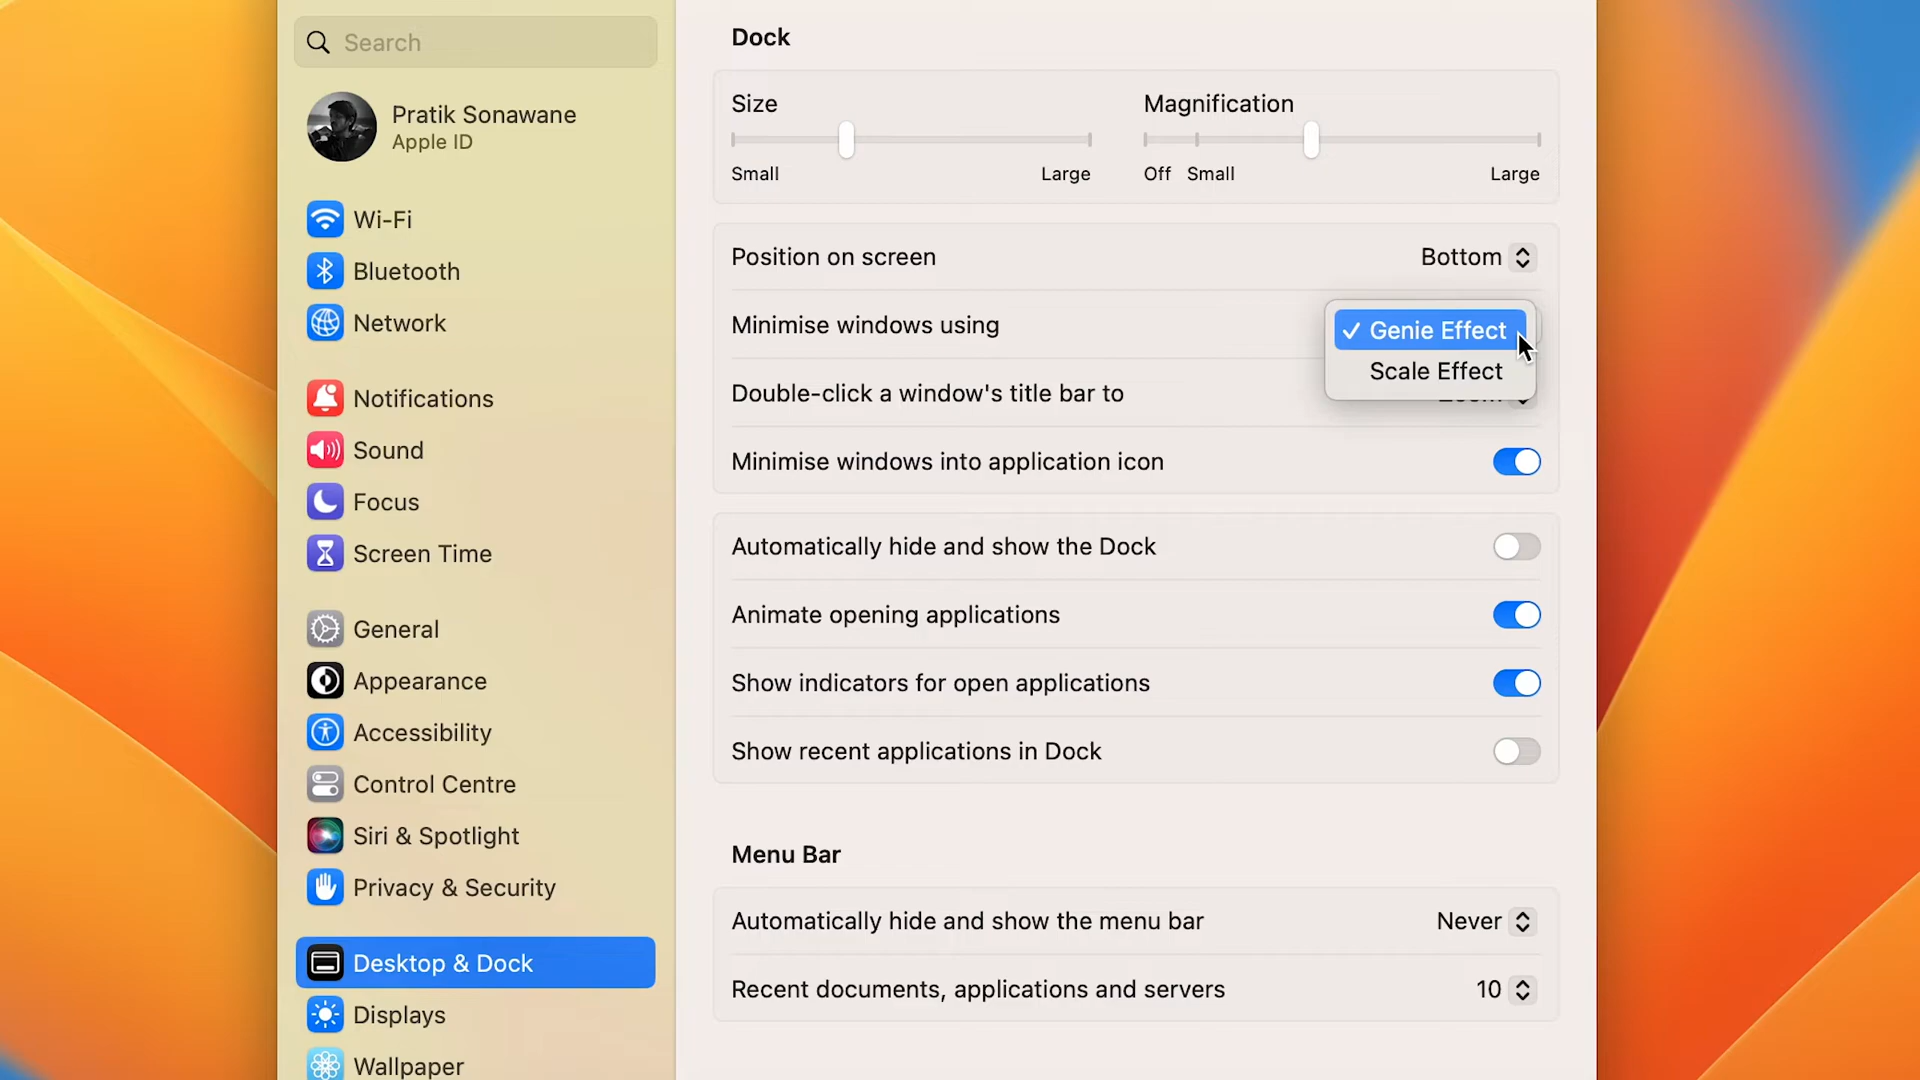 Search
Pratik Sonawane
Apple ID
Wi-Fi
Bluetooth
Network
Notifications
Sound
Focus
Screen Time
General
Appearance
Accessibility
Control Centre
Siri & Spotlight
Privacy & Security
Desktop & Dock
Displays
Wallpaper
Dock
Size
Small Large
Magnification
Off Small Large
Position on screen Bottom
Minimise windows using
✓ Genie Effect
Scale Effect
Double-click a window's title bar to
Minimise windows into application icon
Automatically hide and show the Dock
Animate opening applications
Show indicators for open applications
Show recent applications in Dock
Menu Bar
Automatically hide and show the menu bar Never
Recent documents, applications and servers 10